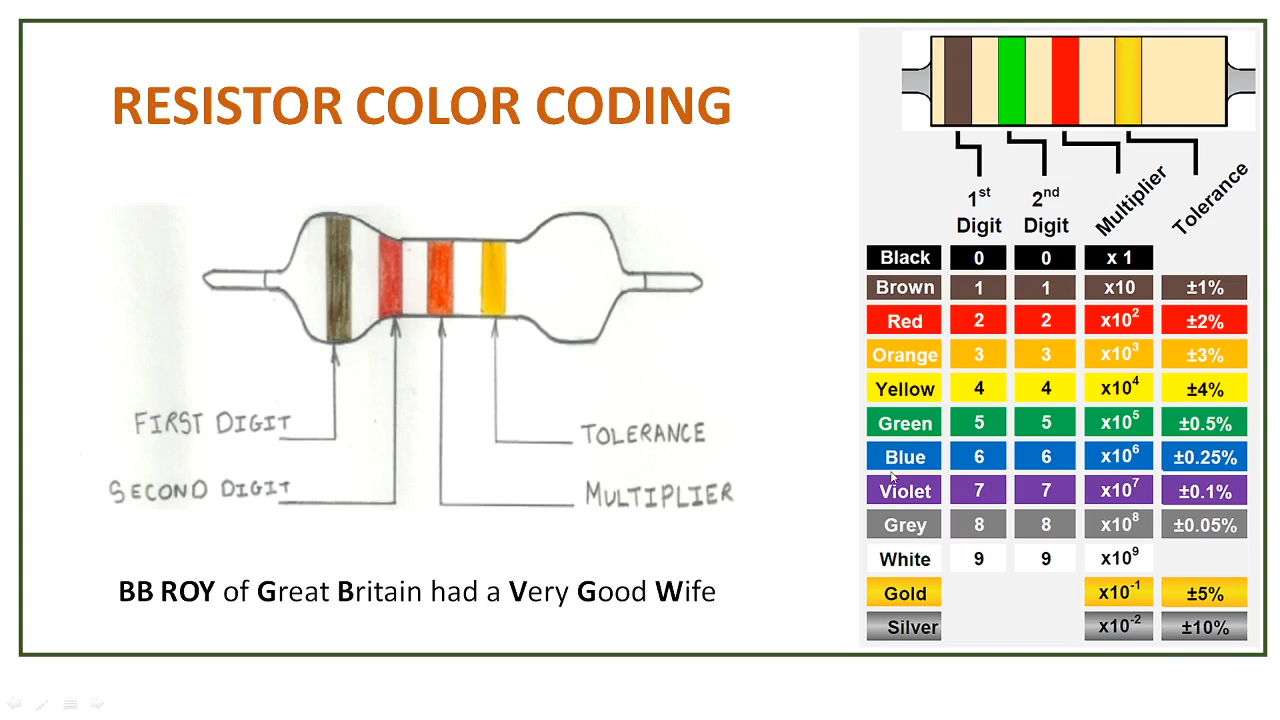 RESISTOR COLOR CODING
FIRST DIGIT
SECOND DIGIT
TOLERANCE
MULTIPLIER
BB ROY of Great Britain had a Very Good Wife
1st Digit 2nd Digit Multiplier Tolerance
Black 0 0 x 1
Brown 1 1 x10 ±1%
Red 2 2 x10² ±2%
Orange 3 3 x10³ ±3%
Yellow 4 4 x10⁴ ±4%
Green 5 5 x10⁵ ±0.5%
Blue 6 6 x10⁶ ±0.25%
Violet 7 7 x10⁷ ±0.1%
Grey 8 8 x10⁸ ±0.05%
White 9 9 x10⁹
Gold x10⁻¹ ±5%
Silver x10⁻² ±10%